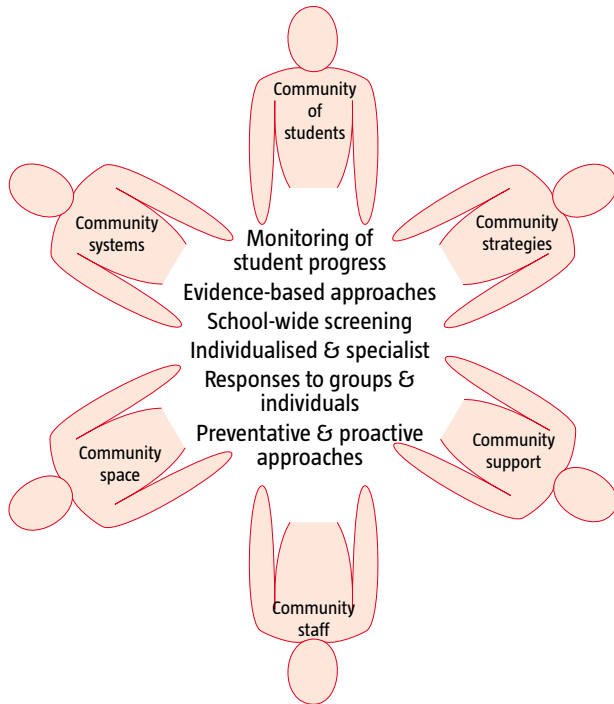 Community
of
students
Community
systems
Community
strategies
Monitoring of
student progress
Evidence-based approaches
School-wide screening
Individualised & specialist
Responses to groups &
individuals
Preventative & proactive
approaches
Community
space
Community
support
Community
staff